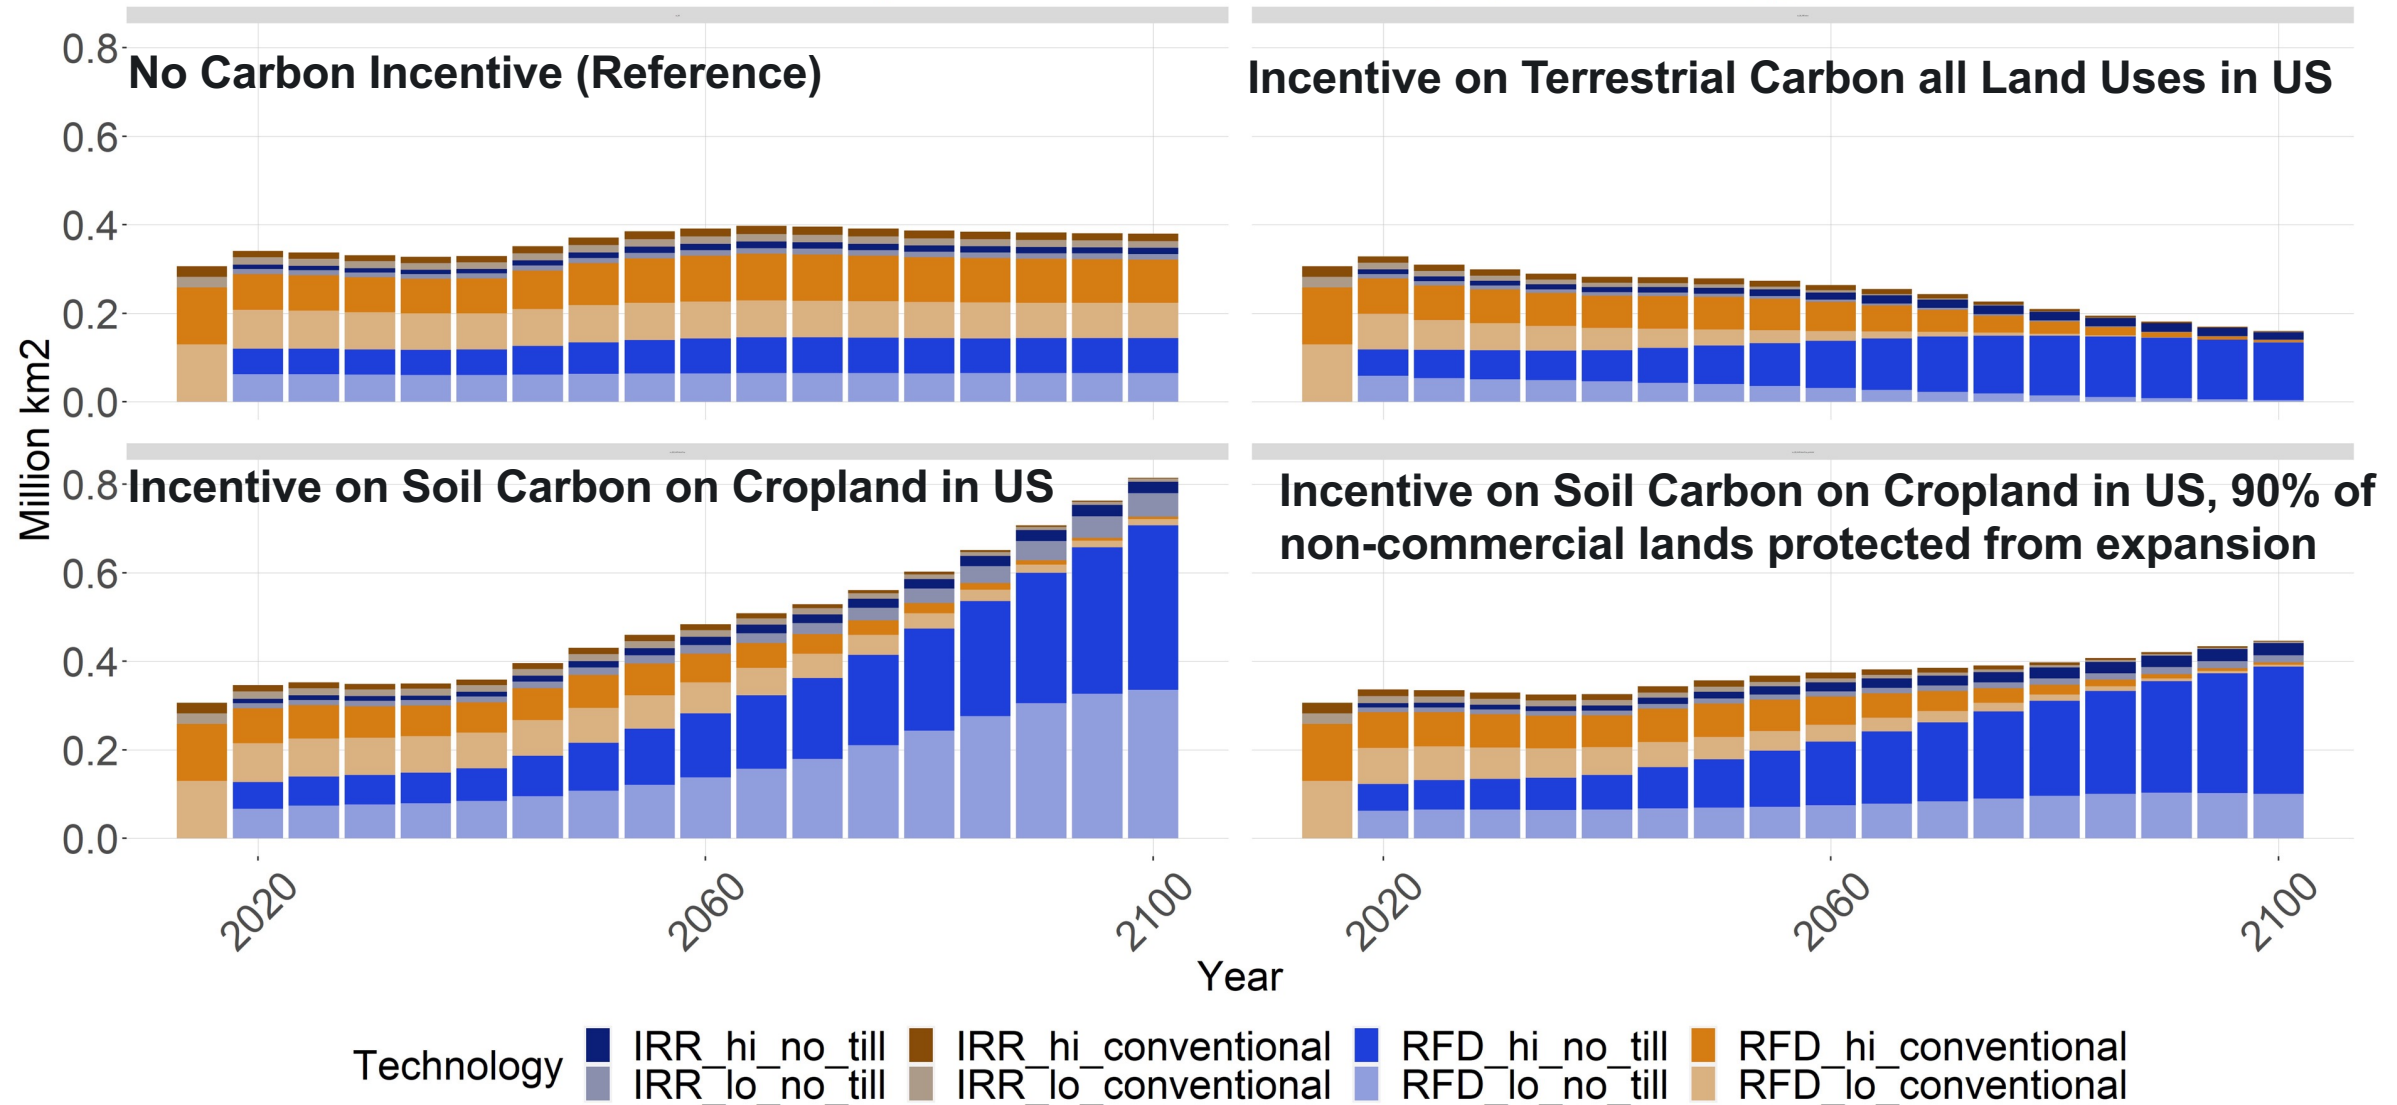 No Carbon Incentive (Reference)
Incentive on Terrestrial Carbon all Land Uses in US
0.8
0.6
0.4
0.2
0.0
Million km2
Incentive on Soil Carbon on Cropland in US
Incentive on Soil Carbon on Cropland in US, 90% of
non-commercial lands protected from expansion
0.8
0.6
0.4
0.2
0.0
2020 2060 2100 2020 2060 2100
Year
Technology
IRR_hi_no_till IRR_hi_conventional RFD_hi_no_till RFD_hi_conventional
IRR_lo_no_till IRR_lo_conventional RFD_lo_no_till RFD_lo_conventional